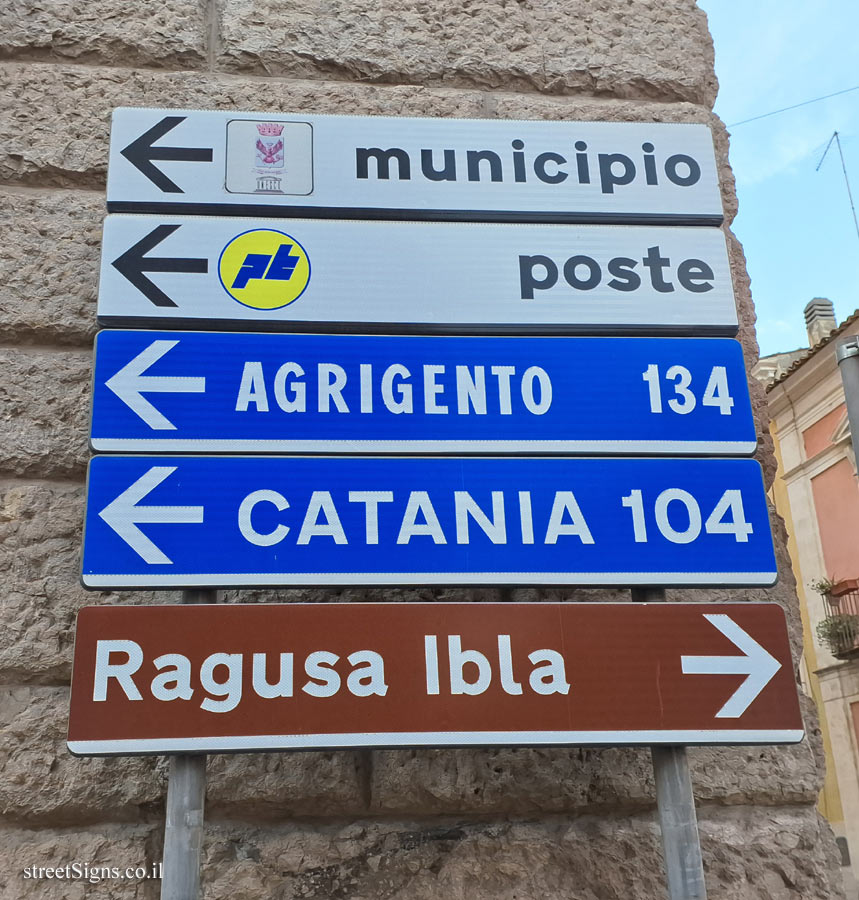 municipio
pt poste
AGRIGENTO 134
CATANIA 104
Ragusa Ibla
streetSigns.co.il